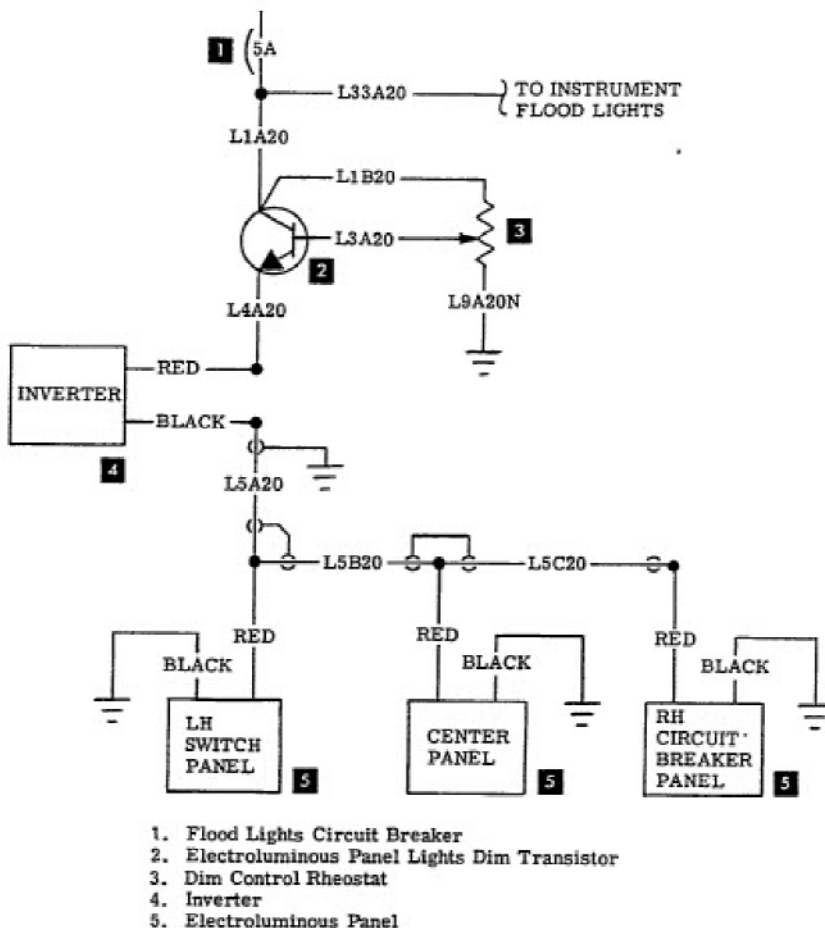 1
5A
L33A20
TO INSTRUMENT
FLOOD LIGHTS
L1A20
L1B20
3
L3A20
2
L4A20
L9A20N
RED
INVERTER
BLACK
4
L5A20
L5B20
L5C20
RED
BLACK
RED
BLACK
RED
BLACK
LH
SWITCH
PANEL
5
CENTER
PANEL
5
RH
CIRCUIT
BREAKER
PANEL
5
1. Flood Lights Circuit Breaker
2. Electroluminous Panel Lights Dim Transistor
3. Dim Control Rheostat
4. Inverter
5. Electroluminous Panel